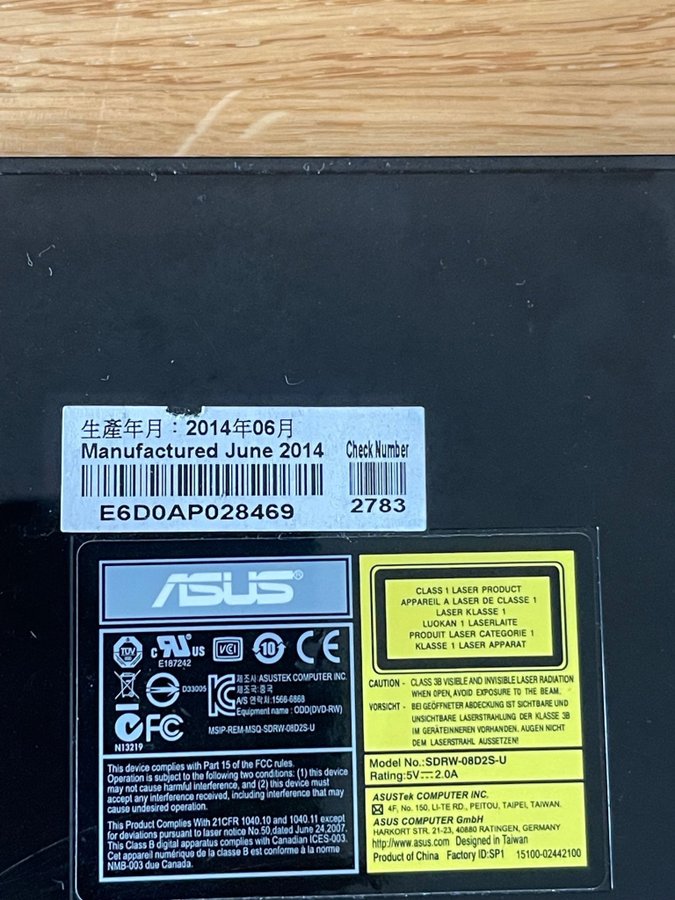 生產年月：2014年06月
Manufactured June 2014
E6D0AP028469
Check Number
2783
ASUS®
TÜV
c UL US
E187242
VCI
10
CE
D33005
N13219
FC
제조사:ASUSTEK COMPUTER INC.
제조국:중국
A/S 연락처:1566-6868
Equipment name : ODD(DVD-RW)
MSIP-REM-MSQ-SDRW-08D2S-U
This device complies with Part 15 of the FCC rules.
Operation is subject to the following two conditions: (1) this device
may not cause harmful interference, and (2) this device must
accept any interference received, including interference that may
cause undesired operation.
This Product Complies With 21CFR 1040.10 and 1040.11 except
for deviations pursuant to laser notice No.50,dated June 24,2007.
This Class B digital apparatus complies with Canadian ICES-003.
Cet appareil numérique de la classe B est conforme à la norme
NMB-003 due Canada.
CLASS 1 LASER PRODUCT
APPAREIL A LASER DE CLASSE 1
LASER KLASSE 1
LUOKAN 1 LASERLAITE
PRODUIT LASER CATEGORIE 1
KLASSE 1 LASER APPARAT
CAUTION - CLASS 3B VISIBLE AND INVISIBLE LASER RADIATION
WHEN OPEN, AVOID EXPOSURE TO THE BEAM.
VORSICHT - BEI GEÖFFNETER ABDECKUNG IST SICHTBARE UND
UNSICHTBARE LASERSTRAHLUNG DER KLASSE 3B
IM GERÄTEINNEREN VORHANDEN. AUGEN NICHT
DEM LASERSTRAHL AUSSETZEN!
Model No.:SDRW-08D2S-U
Rating:5V⎓2.0A
ASUSTek COMPUTER INC.
4F, No. 150, LI-TE RD., PEITOU, TAIPEI, TAIWAN.
ASUS COMPUTER GmbH
HARKORT STR. 21-23, 40880 RATINGEN, GERMANY
http://www.asus.com Designed in Taiwan
Product of China Factory ID:SP1 15100-02442100